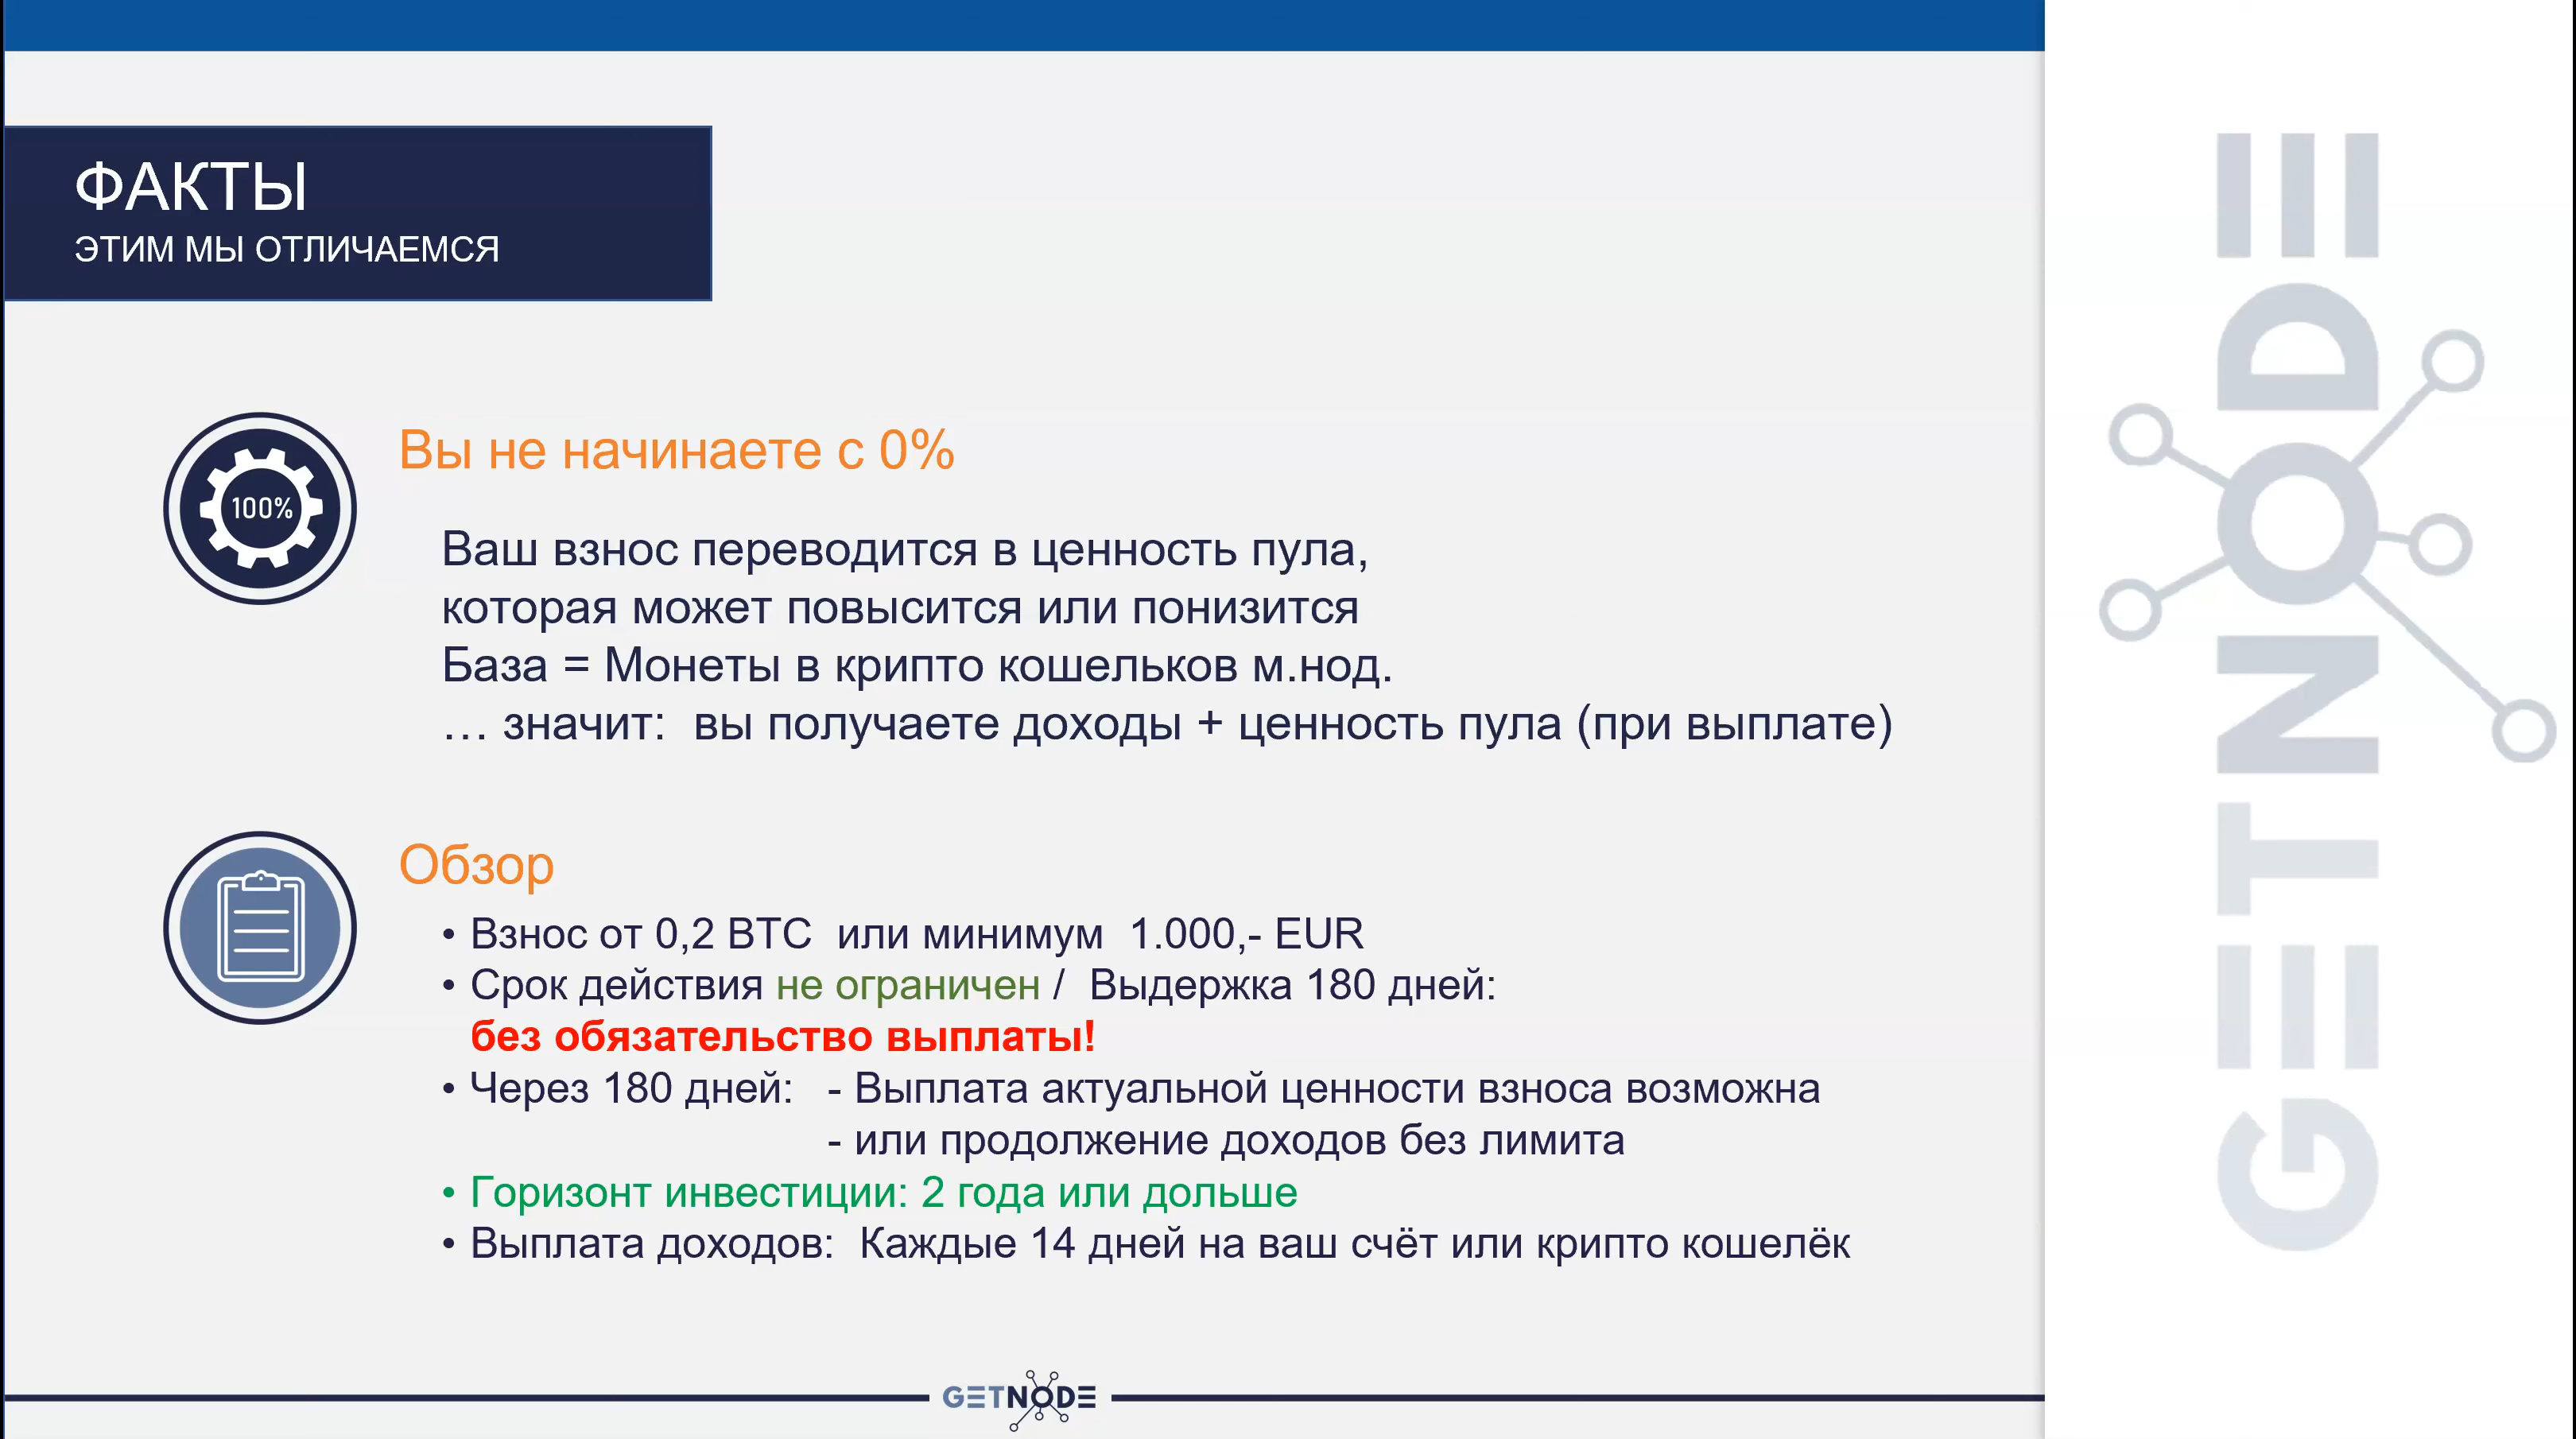 ФАКТЫ
ЭТИМ МЫ ОТЛИЧАЕМСЯ
100%
Вы не начинаете с 0%
Ваш взнос переводится в ценность пула,
которая может повысится или понизится
База = Монеты в крипто кошельков м.нод.
… значит: вы получаете доходы + ценность пула (при выплате)
Обзор
• Взнос от 0,2 BTC или минимум 1.000,- EUR
• Срок действия не ограничен / Выдержка 180 дней:
без обязательство выплаты!
• Через 180 дней: - Выплата актуальной ценности взноса возможна
- или продолжение доходов без лимита
• Горизонт инвестиции: 2 года или дольше
• Выплата доходов: Каждые 14 дней на ваш счёт или крипто кошелёк
GETNODE
GETNODE